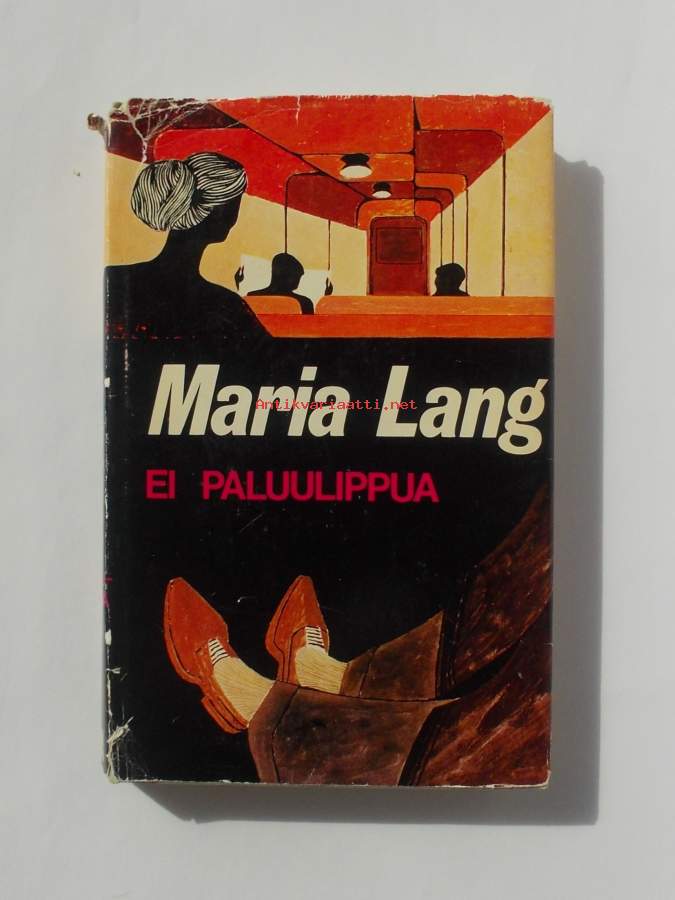 Maria Lang
Antikvariaatti.net
EI PALUULIPPUA